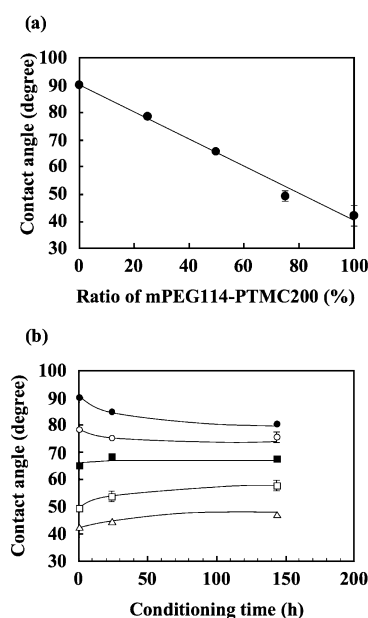 (a)
100
90
80
70
60
50
40
30
Contact angle (degree)
0 20 40 60 80 100
Ratio of mPEG114-PTMC200 (%)
(b)
100
90
80
70
60
50
40
30
Contact angle (degree)
0 50 100 150 200
Conditioning time (h)